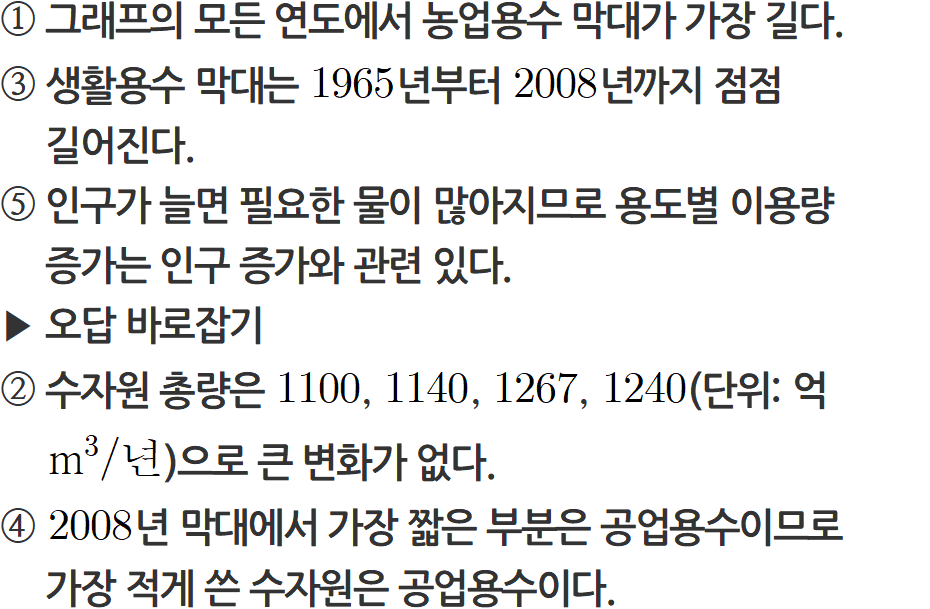 ① 그래프의 모든 연도에서 농업용수 막대가 가장 길다.
③ 생활용수 막대는 1965년부터 2008년까지 점점
길어진다.
⑤ 인구가 늘면 필요한 물이 많아지므로 용도별 이용량
증가는 인구 증가와 관련 있다.
▶ 오답 바로잡기
② 수자원 총량은 1100, 1140, 1267, 1240(단위: 억
m³/년)으로 큰 변화가 없다.
④ 2008년 막대에서 가장 짧은 부분은 공업용수이므로
가장 적게 쓴 수자원은 공업용수이다.